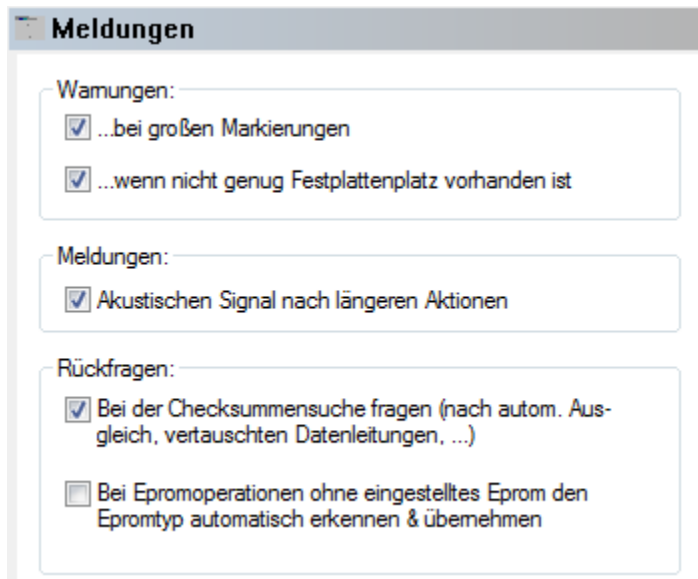 Meldungen
Warnungen:
...bei großen Markierungen
...wenn nicht genug Festplattenplatz vorhanden ist
Meldungen:
Akustischen Signal nach längeren Aktionen
Rückfragen:
Bei der Checksummensuche fragen (nach autom. Aus-
gleich, vertauschten Datenleitungen, ...)
Bei Epromoperationen ohne eingestelltes Eprom den
Epromtyp automatisch erkennen & übernehmen